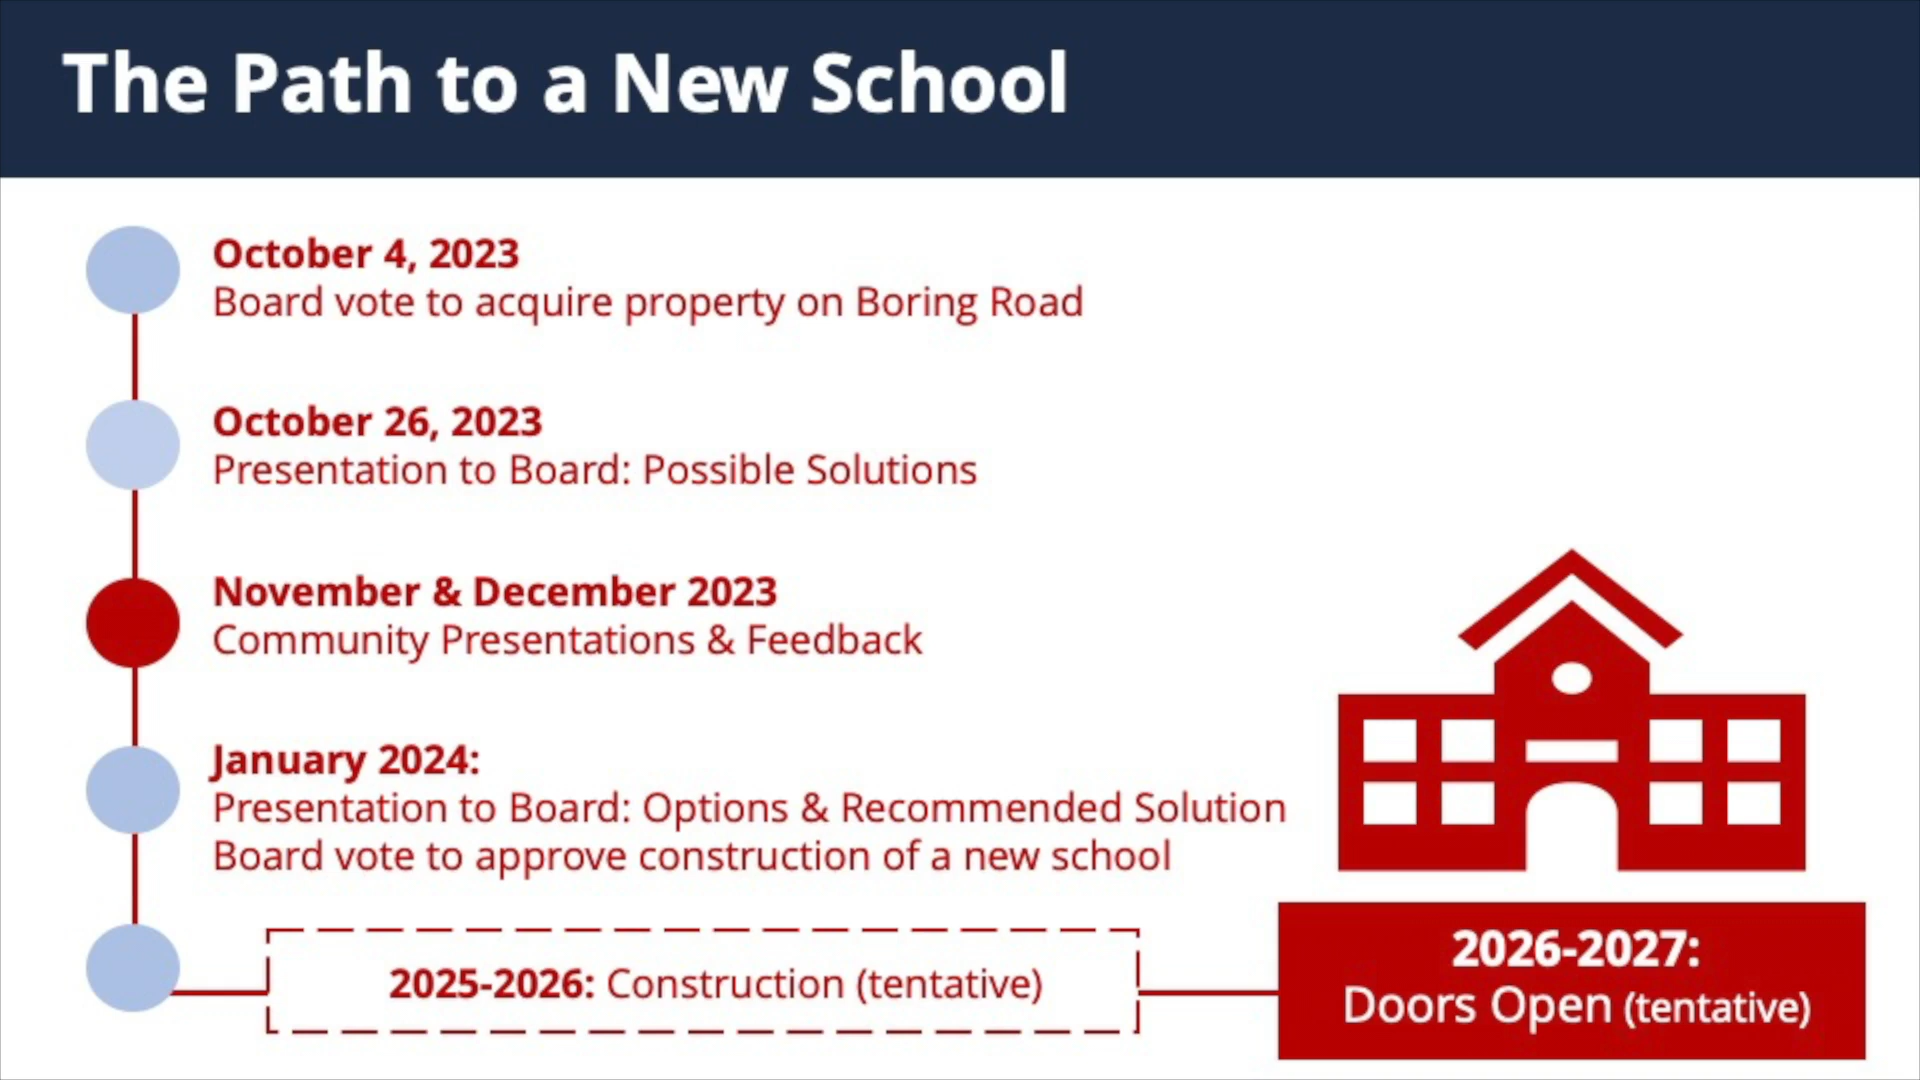 The Path to a New School
October 4, 2023
Board vote to acquire property on Boring Road
October 26, 2023
Presentation to Board: Possible Solutions
November & December 2023
Community Presentations & Feedback
January 2024:
Presentation to Board: Options & Recommended Solution
Board vote to approve construction of a new school
2025-2026: Construction (tentative)
2026-2027:
Doors Open (tentative)